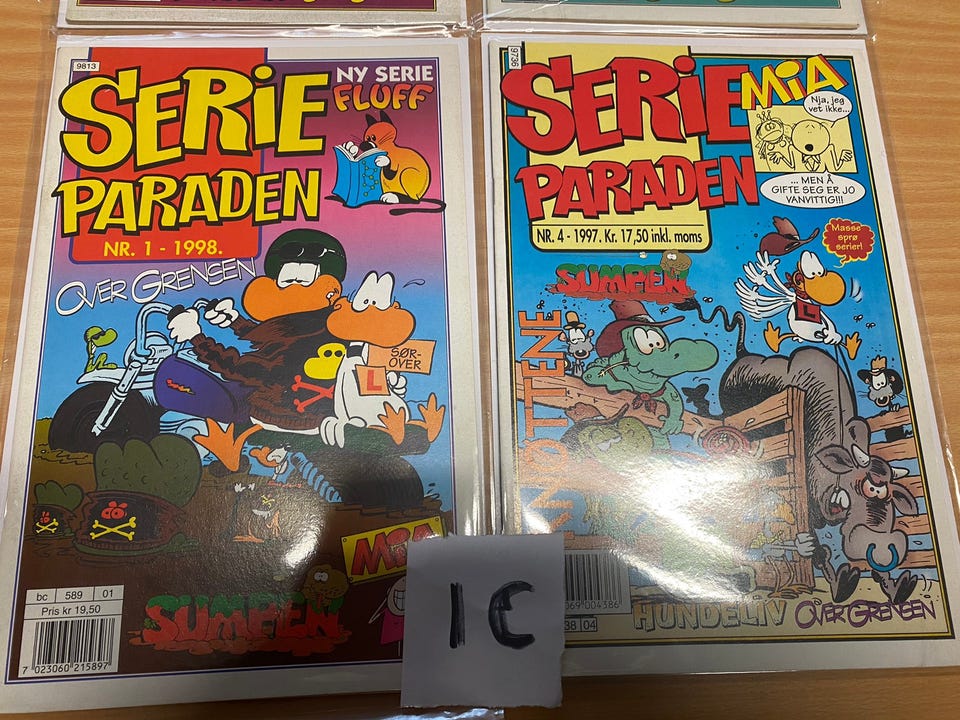 9813
SERIE
PARADEN
NR. 1 - 1998.
NY SERIE
FLUFF
OVER GRENSEN
SØR-
OVER
L
MIA
SUMPEN
bc 589 01
Pris kr 19,50
7 023060 215897
9736
SERIE
PARADEN
MIA
Nja, jeg
vet ikke...
... MEN Å
GIFTE SEG ER JO
VANVITTIG!!!
NR. 4 - 1997. Kr. 17,50 inkl. moms
Masse
sprø
serier!
SUMPEN
L
KNOTTENE
069004386
38 04
HUNDELIV
OVER GRENSEN
1C